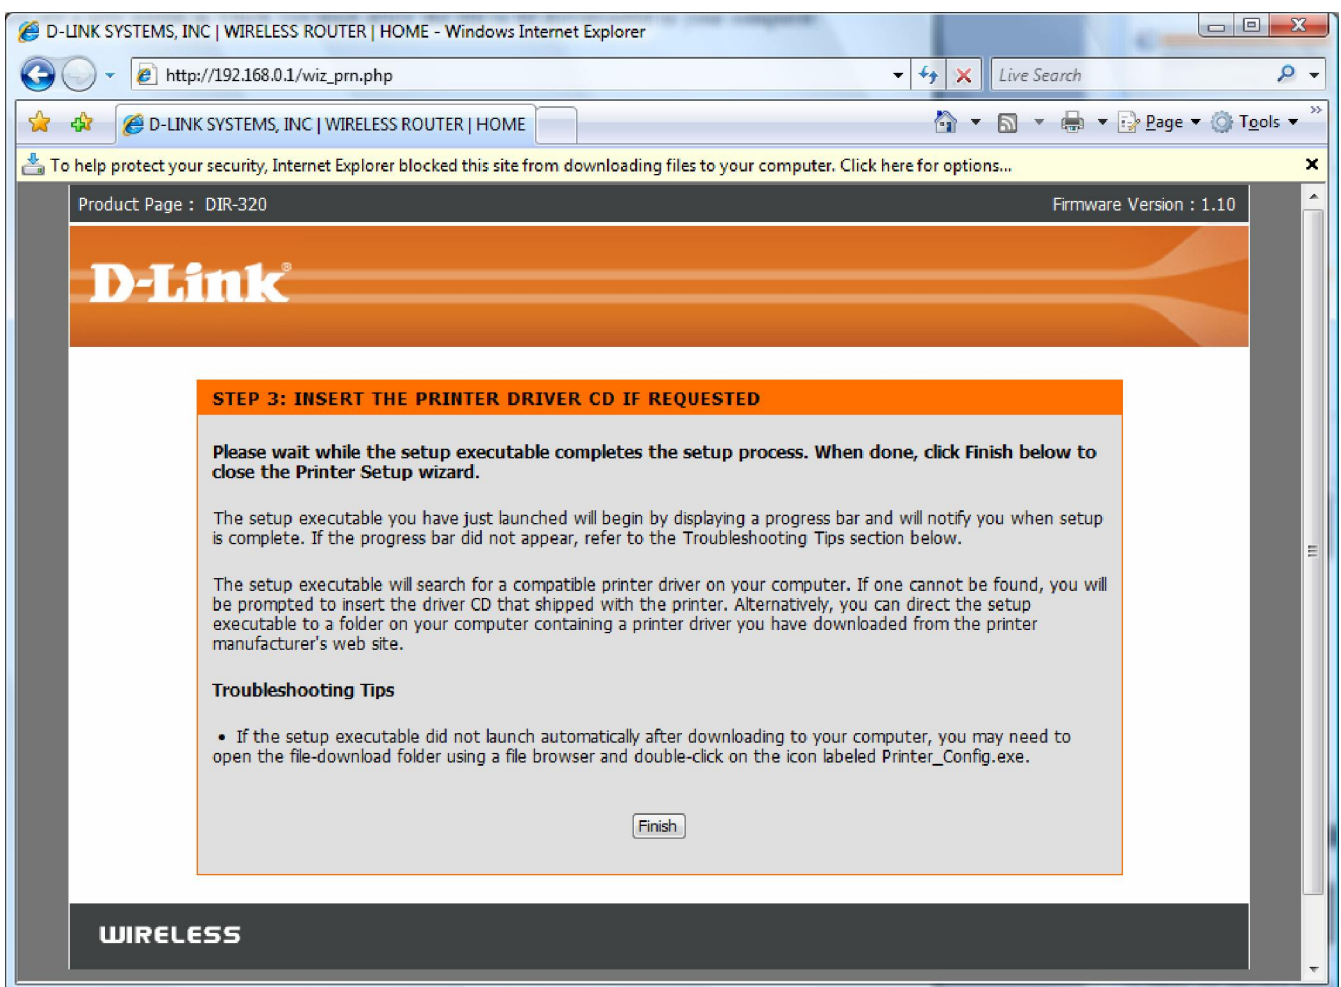 D-LINK SYSTEMS, INC | WIRELESS ROUTER | HOME - Windows Internet Explorer
http://192.168.0.1/wiz_prn.php
Live Search
D-LINK SYSTEMS, INC | WIRELESS ROUTER | HOME
Page
Tools
To help protect your security, Internet Explorer blocked this site from downloading files to your computer. Click here for options...
Product Page : DIR-320
Firmware Version : 1.10
D-Link®
STEP 3: INSERT THE PRINTER DRIVER CD IF REQUESTED
Please wait while the setup executable completes the setup process. When done, click Finish below to
close the Printer Setup wizard.
The setup executable you have just launched will begin by displaying a progress bar and will notify you when setup
is complete. If the progress bar did not appear, refer to the Troubleshooting Tips section below.
The setup executable will search for a compatible printer driver on your computer. If one cannot be found, you will
be prompted to insert the driver CD that shipped with the printer. Alternatively, you can direct the setup
executable to a folder on your computer containing a printer driver you have downloaded from the printer
manufacturer's web site.
Troubleshooting Tips
• If the setup executable did not launch automatically after downloading to your computer, you may need to
open the file-download folder using a file browser and double-click on the icon labeled Printer_Config.exe.
Finish
WIRELESS